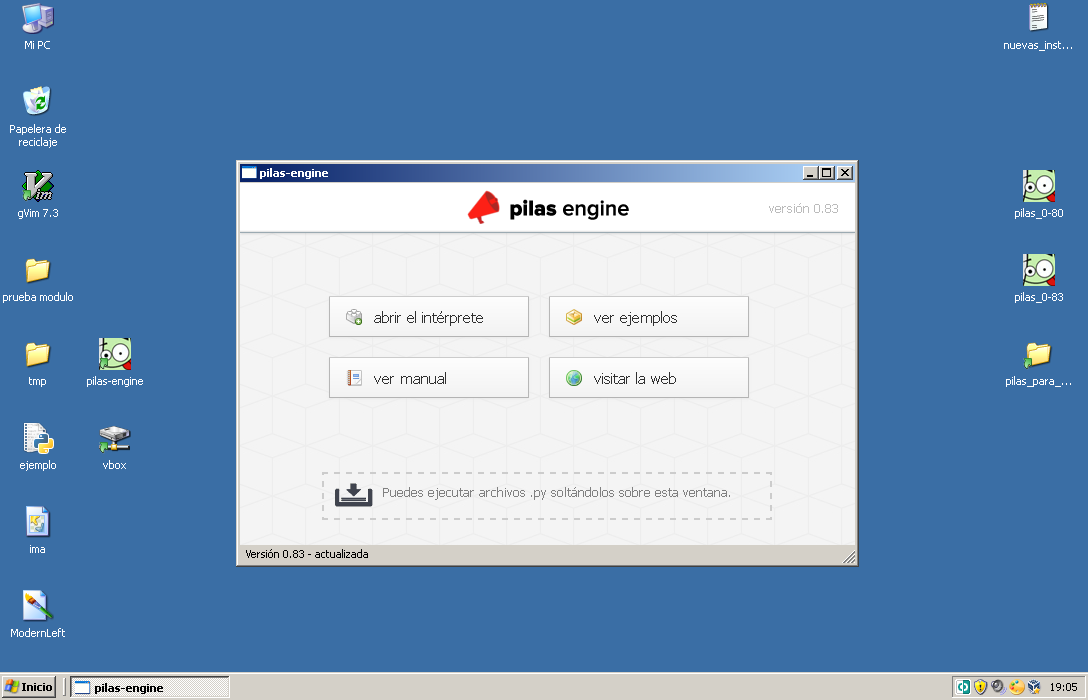 Mi PC
Papelera de
reciclaje
gVim 7.3
prueba modulo
tmp
pilas-engine
ejemplo
vbox
ima
ModernLeft
nuevas_inst...
pilas_0-80
pilas_0-83
pilas_para_...
pilas-engine
pilas engine
versión 0.83
abrir el intérprete
ver ejemplos
ver manual
visitar la web
Puedes ejecutar archivos .py soltándolos sobre esta ventana.
Versión 0.83 - actualizada
Inicio
pilas-engine
19:05